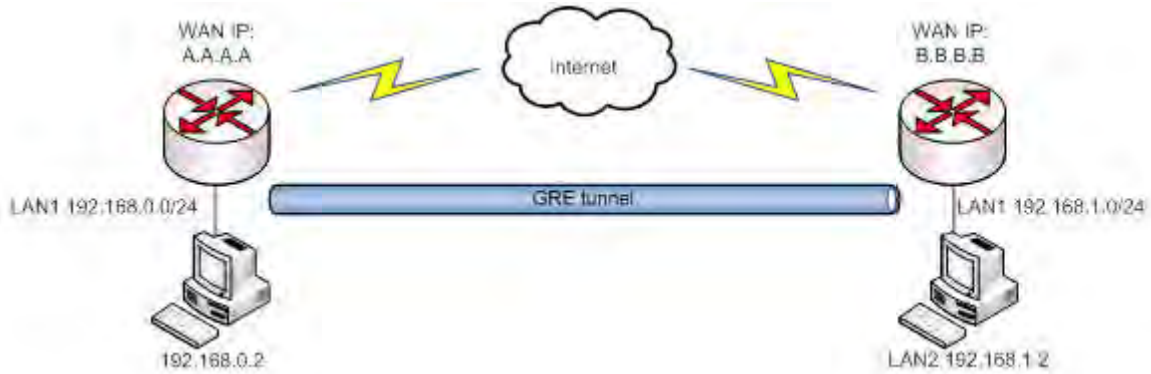 WAN IP:
A.A.A.A
Internet
WAN IP:
B.B.B.B
GRE tunnel
LAN1 192.168.0.0/24
LAN1 192.168.1.0/24
192.168.0.2
LAN2 192.168.1.2